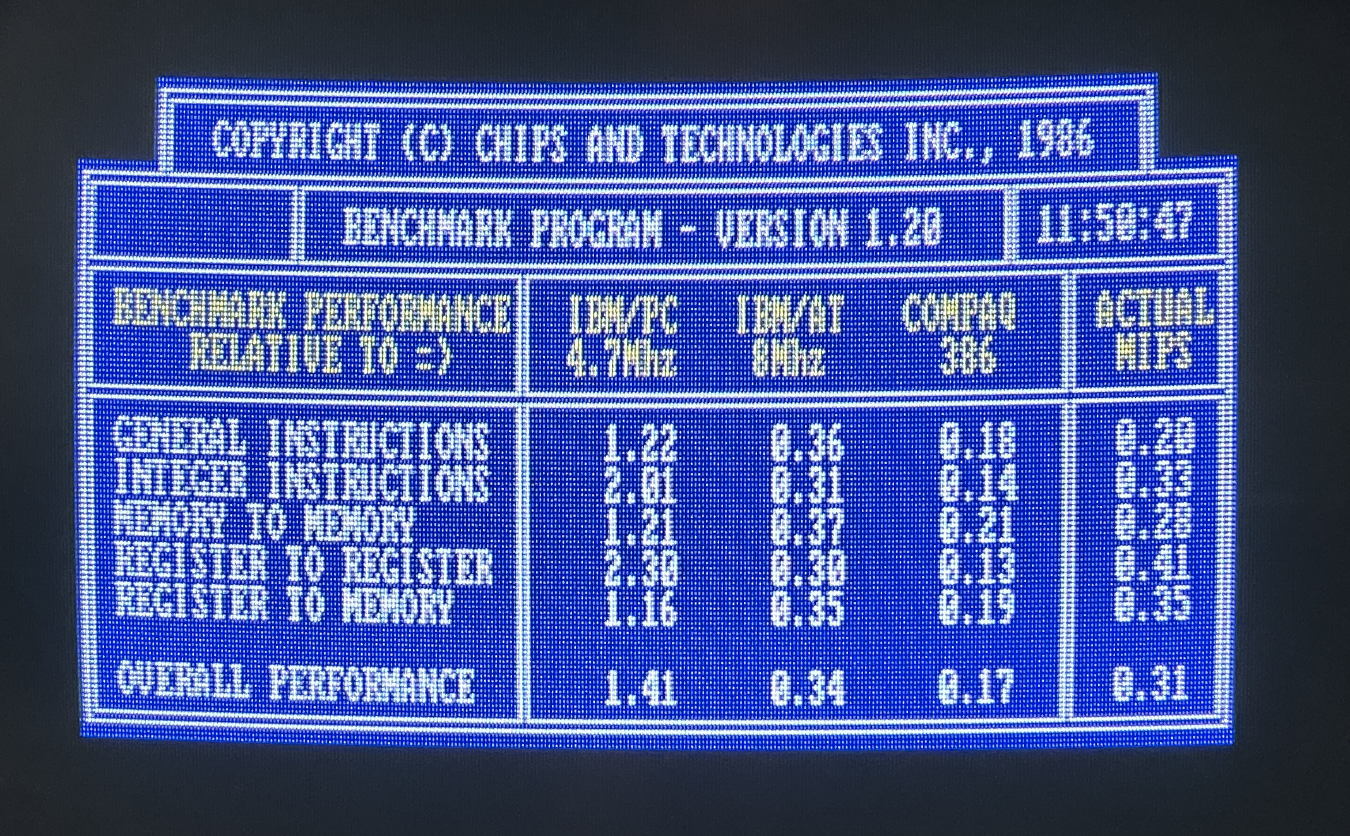 COPYRIGHT (C) CHIPS AND TECHNOLOGIES INC., 1986
BENCHMARK PROGRAM - VERSION 1.20 11:50:47
BENCHMARK PERFORMANCE IBM/PC IBM/AT COMPAQ ACTUAL
RELATIVE TO =) 4.7Mhz 8Mhz 386 MIPS
GENERAL INSTRUCTIONS 1.22 0.36 0.18 0.28
INTEGER INSTRUCTIONS 2.01 0.31 0.14 0.33
MEMORY TO MEMORY 1.21 0.37 0.21 0.28
REGISTER TO REGISTER 2.30 0.30 0.13 0.41
REGISTER TO MEMORY 1.16 0.35 0.19 0.35
OVERALL PERFORMANCE 1.41 0.34 0.17 0.31